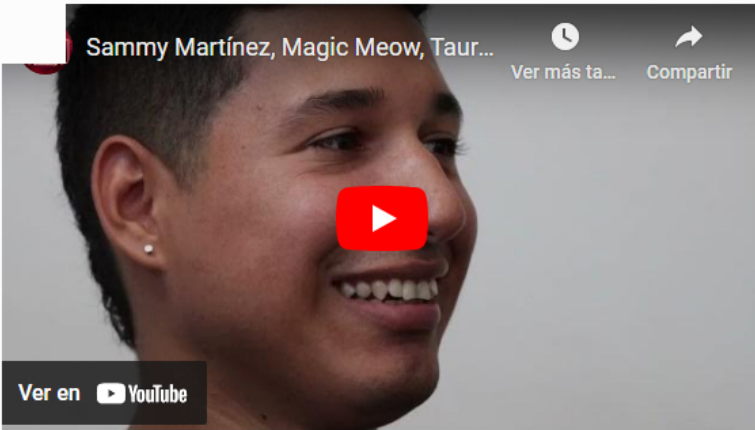 Sammy Martínez, Magic Meow, Taur...
Ver más ta...
Compartir
Ver en YouTube